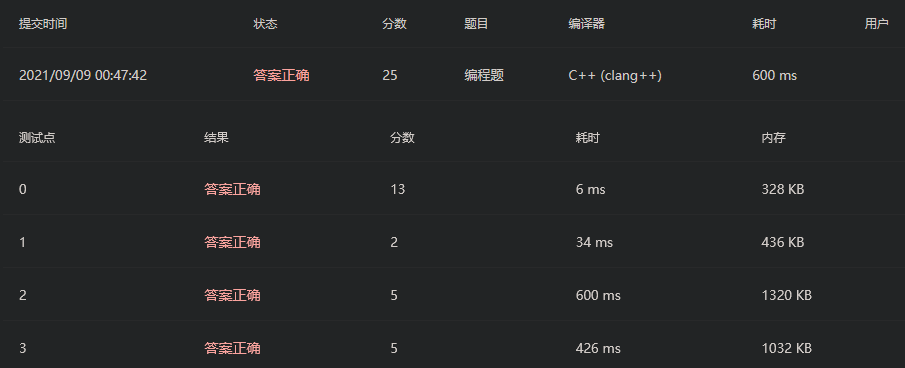 提交时间 状态 分数 题目 编译器 耗时 用户
2021/09/09 00:47:42 答案正确 25 编程题 C++ (clang++) 600 ms
测试点 结果 分数 耗时 内存
0 答案正确 13 6 ms 328 KB
1 答案正确 2 34 ms 436 KB
2 答案正确 5 600 ms 1320 KB
3 答案正确 5 426 ms 1032 KB